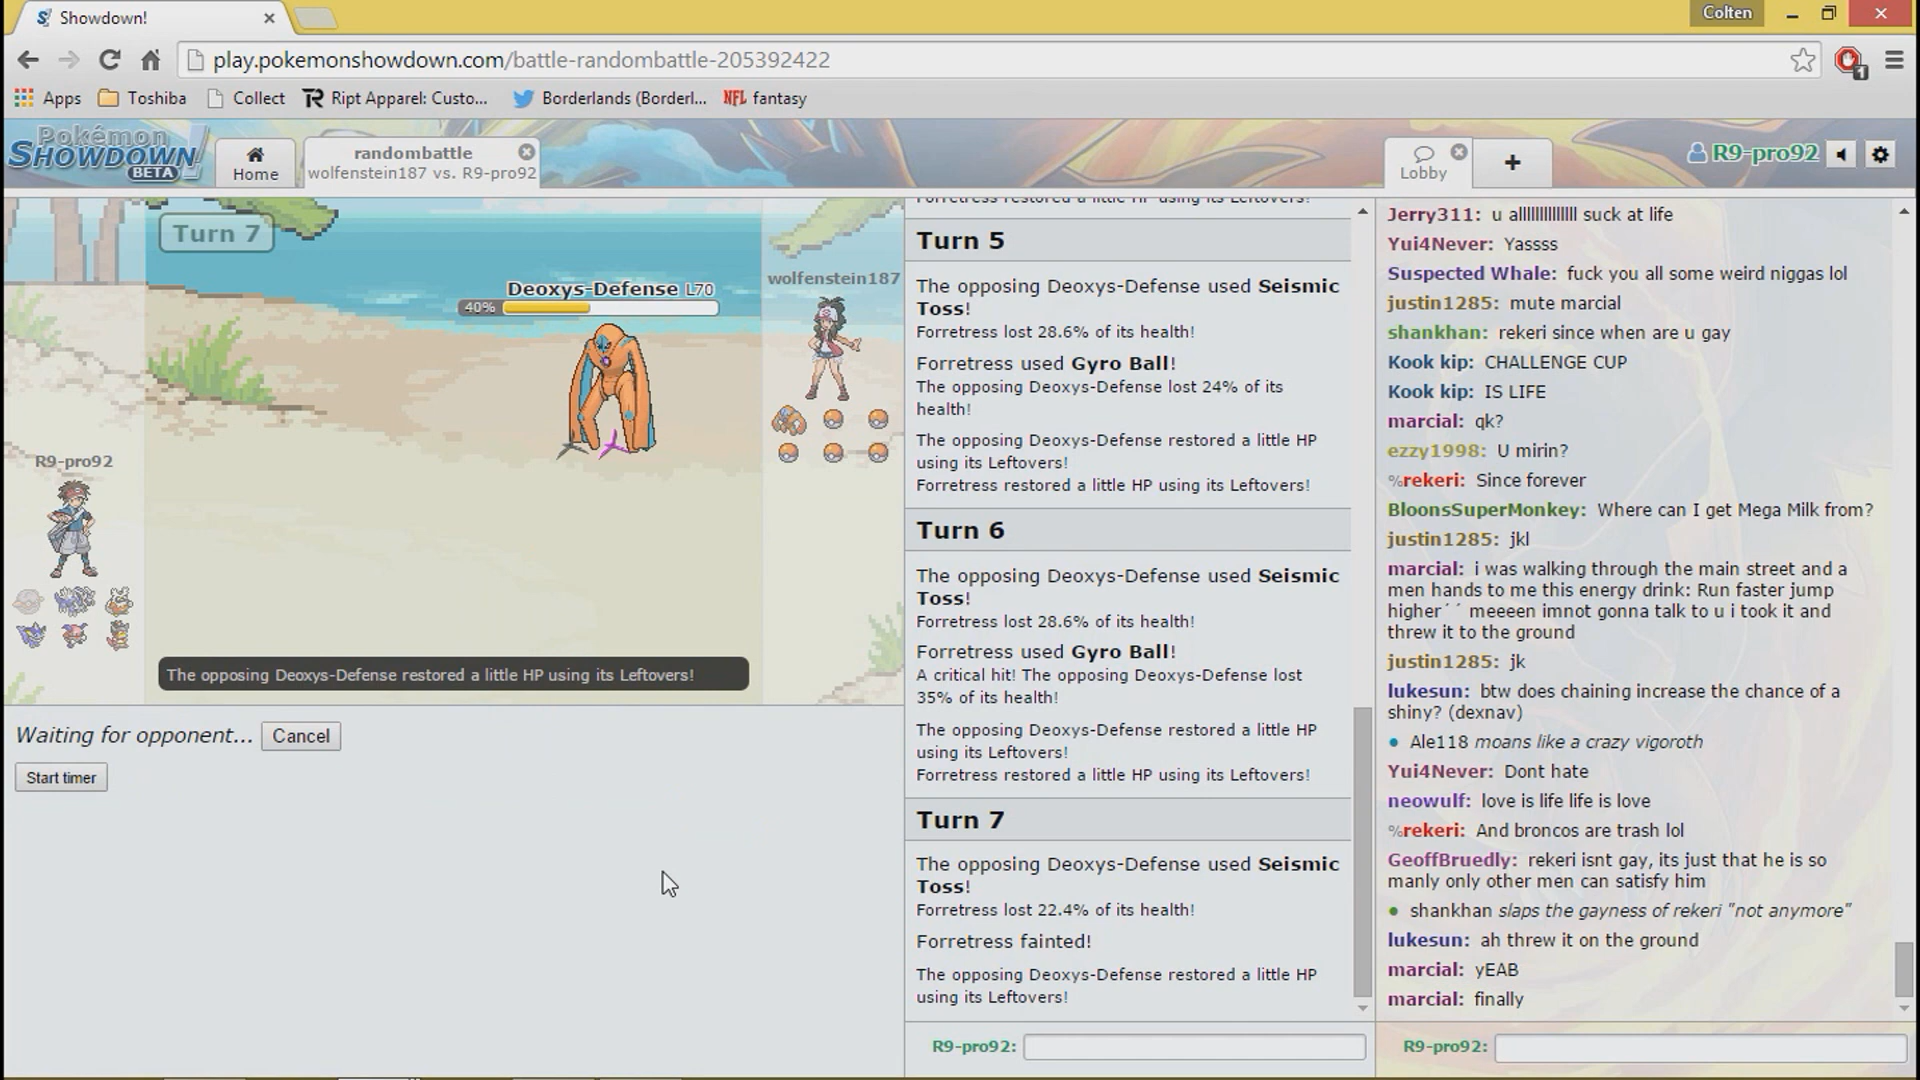 Showdown!
Colten
play.pokemonshowdown.com/battle-randombattle-205392422
1
Apps
Toshiba
Collect
Ript Apparel: Custo...
Borderlands (Borderl...
NFL fantasy
Pokémon
SHOWDOWN!
BETA
Home
randombattle
wolfenstein187 vs. R9-pro92
Lobby
+
R9-pro92
Turn 7
wolfenstein187
Deoxys-Defense L70
40%
R9-pro92
The opposing Deoxys-Defense restored a little HP using its Leftovers!
Waiting for opponent... Cancel
Start timer
Forretress restored a little HP using its Leftovers!
Turn 5
The opposing Deoxys-Defense used Seismic
Toss!
Forretress lost 28.6% of its health!
Forretress used Gyro Ball!
The opposing Deoxys-Defense lost 24% of its
health!
The opposing Deoxys-Defense restored a little HP
using its Leftovers!
Forretress restored a little HP using its Leftovers!
Turn 6
The opposing Deoxys-Defense used Seismic
Toss!
Forretress lost 28.6% of its health!
Forretress used Gyro Ball!
A critical hit! The opposing Deoxys-Defense lost
35% of its health!
The opposing Deoxys-Defense restored a little HP
using its Leftovers!
Forretress restored a little HP using its Leftovers!
Turn 7
The opposing Deoxys-Defense used Seismic
Toss!
Forretress lost 22.4% of its health!
Forretress fainted!
The opposing Deoxys-Defense restored a little HP
using its Leftovers!
R9-pro92:
Jerry311: u allllllllllllll suck at life
Yui4Never: Yassss
Suspected Whale: fuck you all some weird niggas lol
justin1285: mute marcial
shankhan: rekeri since when are u gay
Kook kip: CHALLENGE CUP
Kook kip: IS LIFE
marcial: qk?
ezzy1998: U mirin?
%rekeri: Since forever
BloonsSuperMonkey: Where can I get Mega Milk from?
justin1285: jkl
marcial: i was walking through the main street and a
men hands to me this energy drink: Run faster jump
higher´´ meeeen imnot gonna talk to u i took it and
threw it to the ground
justin1285: jk
lukesun: btw does chaining increase the chance of a
shiny? (dexnav)
• Ale118 moans like a crazy vigoroth
Yui4Never: Dont hate
neowulf: love is life life is love
%rekeri: And broncos are trash lol
GeoffBruedly: rekeri isnt gay, its just that he is so
manly only other men can satisfy him
• shankhan slaps the gayness of rekeri "not anymore"
lukesun: ah threw it on the ground
marcial: yEAB
marcial: finally
R9-pro92: